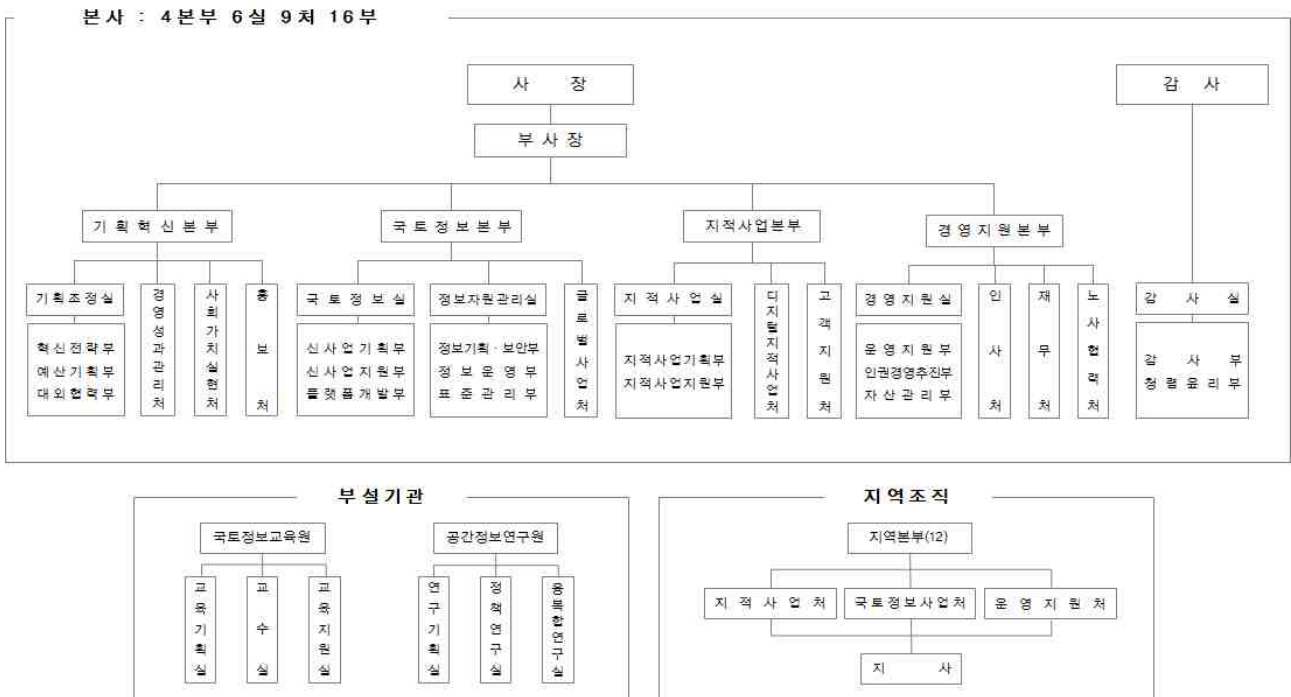 본사 : 4본부 6실 9처 16부
사 장
감 사
부 사 장
기 획 혁 신 본 부
국 토 정 보 본 부
지적사업본부
경 영 지 원 본 부
기획조정실
경영성과관리처
사회가치실현처
홍보처
국 토 정 보 실
정보자원관리실
글로벌사업처
지 적 사 업 실
디지털지적사업처
고객지원처
경영지원실
인사처
재무처
노사협력처
감 사 실
혁신전략부
예산기획부
대외협력부
신사업기획부
신사업지원부
플랫폼개발부
정보기획 · 보안부
정 보 운 영 부
표 준 관 리 부
지적사업기획부
지적사업지원부
운영지원부
인권경영추진부
자산관리부
감 사 부
청렴윤리부
부설기관
국토정보교육원
공간정보연구원
교육기획실
교수실
교육지원실
연구기획실
정책연구실
융복합연구실
지역조직
지역본부(12)
지 적 사 업 처
국토정보사업처
운 영 지 원 처
지 사